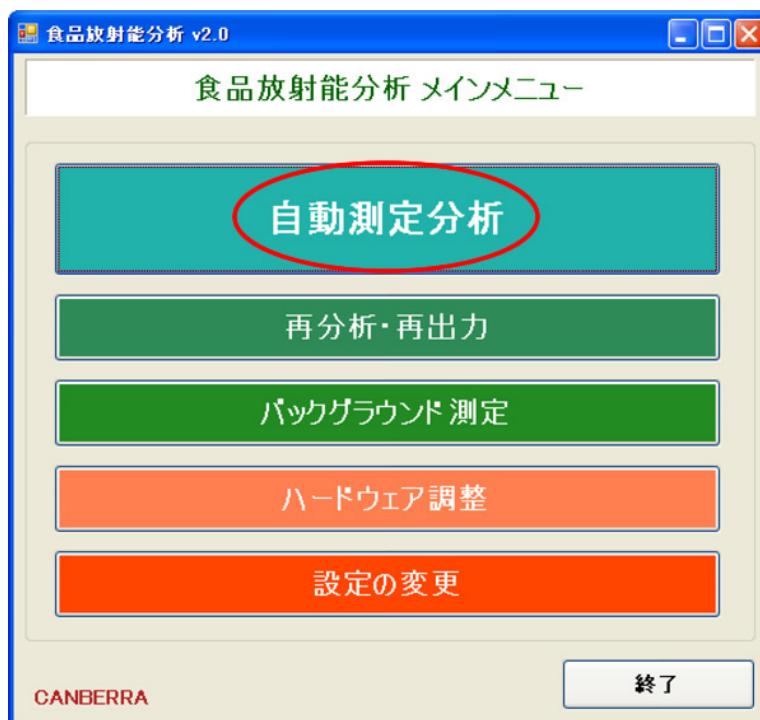 食品放射能分析 v2.0
食品放射能分析 メインメニュー
自動測定分析
再分析・再出力
バックグラウンド 測定
ハードウェア調整
設定の変更
終了
CANBERRA